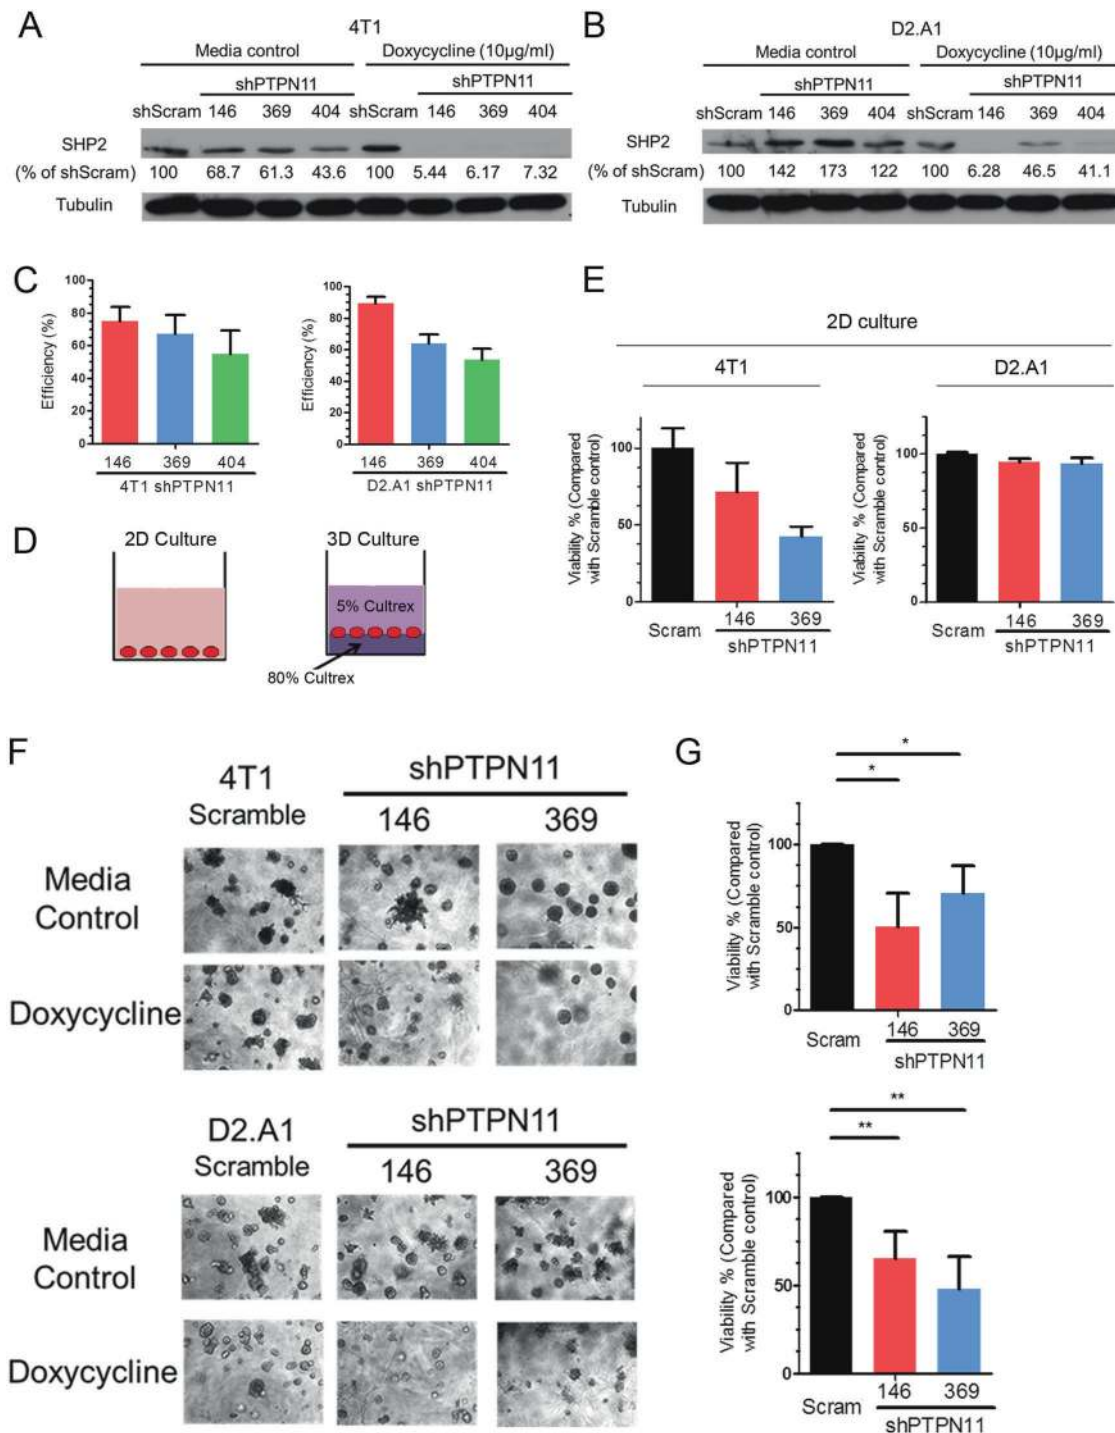 A
4T1
Media control
Doxycycline (10μg/ml)
shPTPN11
shPTPN11
shScram 146 369 404 shScram 146 369 404
SHP2
(% of shScram) 100 68.7 61.3 43.6 100 5.44 6.17 7.32
Tubulin
B
D2.A1
Media control
Doxycycline (10μg/ml)
shPTPN11
shPTPN11
shScram 146 369 404 shScram 146 369 404
SHP2
(% of shScram) 100 142 173 122 100 6.28 46.5 41.1
Tubulin
C
Efficiency (%)
100
80
60
40
20
0
146 369 404
4T1 shPTPN11
Efficiency (%)
100
80
60
40
20
0
146 369 404
D2.A1 shPTPN11
D
2D Culture
3D Culture
5% Cultrex
80% Cultrex
E
2D culture
4T1
Viability % (Compared
with Scramble control)
100
50
0
Scram
146 369
shPTPN11
D2.A1
Viability % (Compared
with Scramble control)
100
50
0
Scram
146 369
shPTPN11
F
4T1
Scramble
shPTPN11
146 369
Media
Control
Doxycycline
D2.A1
Scramble
shPTPN11
146 369
Media
Control
Doxycycline
G
*
*
Viability % (Compared
with Scramble control)
100
50
0
Scram
146 369
shPTPN11
**
**
Viability % (Compared
with Scramble control)
100
50
0
Scram
146 369
shPTPN11